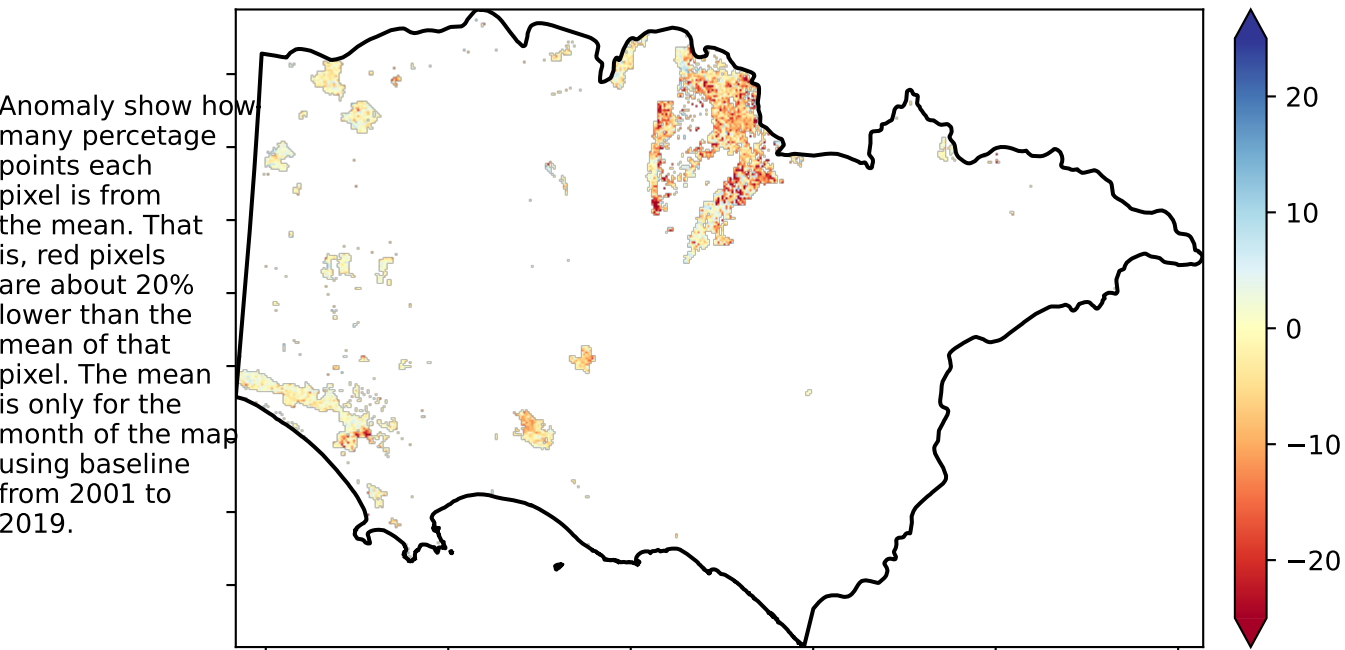 Anomaly show how
many percetage
points each
pixel is from
the mean. That
is, red pixels
are about 20%
lower than the
mean of that
pixel. The mean
is only for the
month of the map
using baseline
from 2001 to
2019.
20
10
0
−10
−20